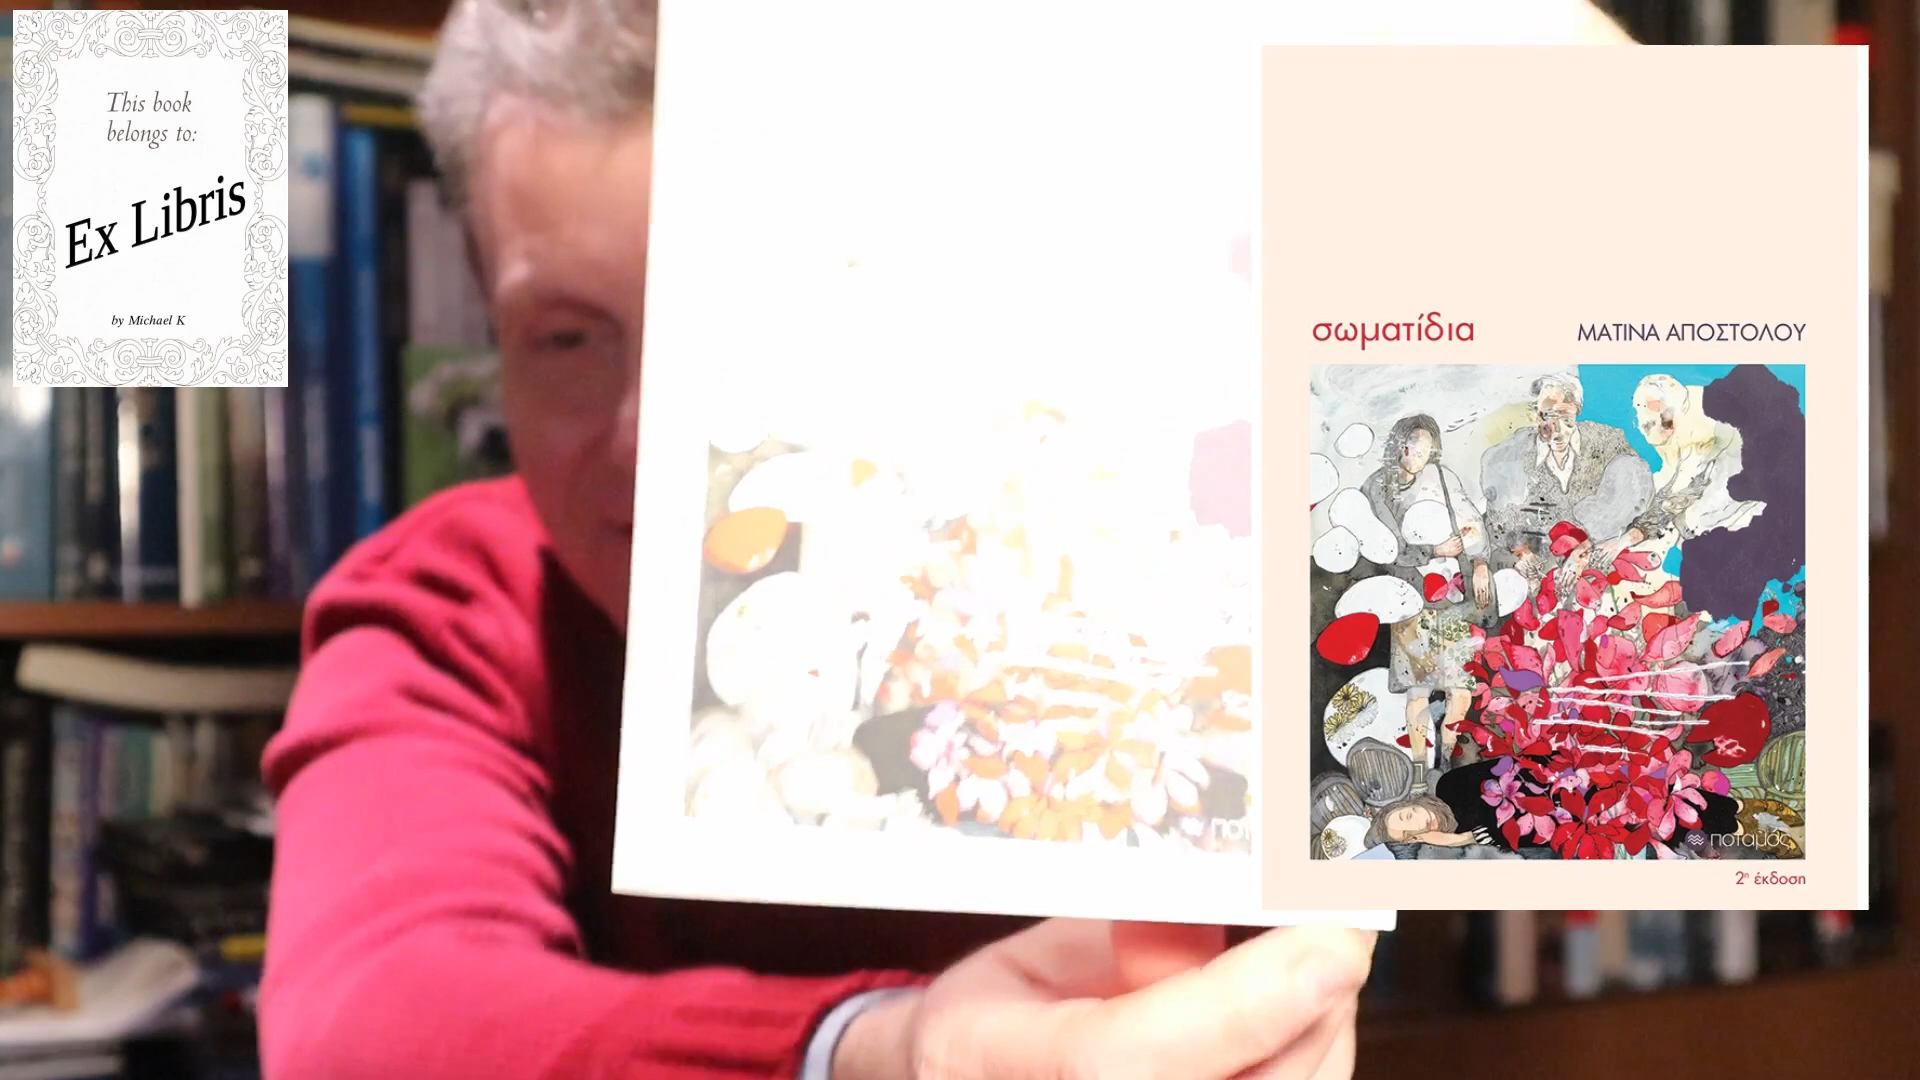 This book
belongs to:
Ex Libris
by Michael K
σωματίδια
ΜΑΤΙΝΑ ΑΠΟΣΤΟΛΟΥ
ποταμός
2η έκδοση